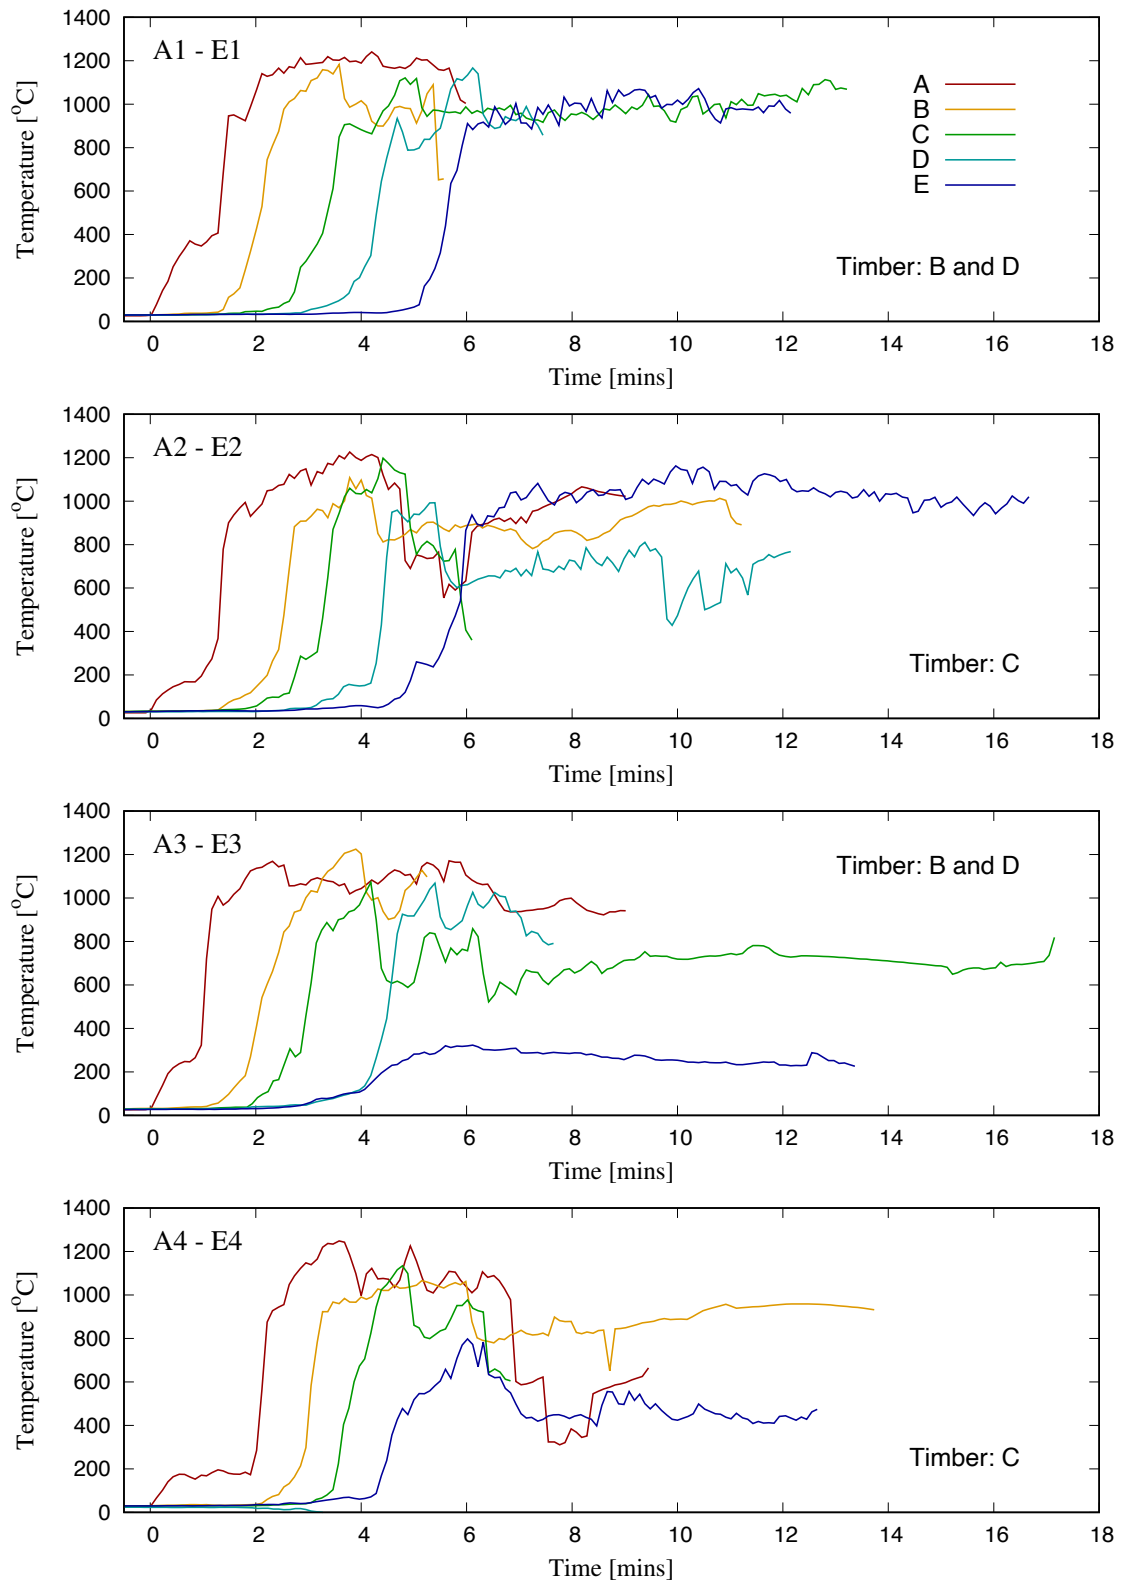 A1 - E1
Temperature [°C]
1400
1200
1000
800
600
400
200
0
A
B
C
D
E
Timber: B and D
0 2 4 6 8 10 12 14 16 18
Time [mins]
A2 - E2
Temperature [°C]
1400
1200
1000
800
600
400
200
0
Timber: C
0 2 4 6 8 10 12 14 16 18
Time [mins]
A3 - E3
Temperature [°C]
1400
1200
1000
800
600
400
200
0
Timber: B and D
0 2 4 6 8 10 12 14 16 18
Time [mins]
A4 - E4
Temperature [°C]
1400
1200
1000
800
600
400
200
0
Timber: C
0 2 4 6 8 10 12 14 16 18
Time [mins]